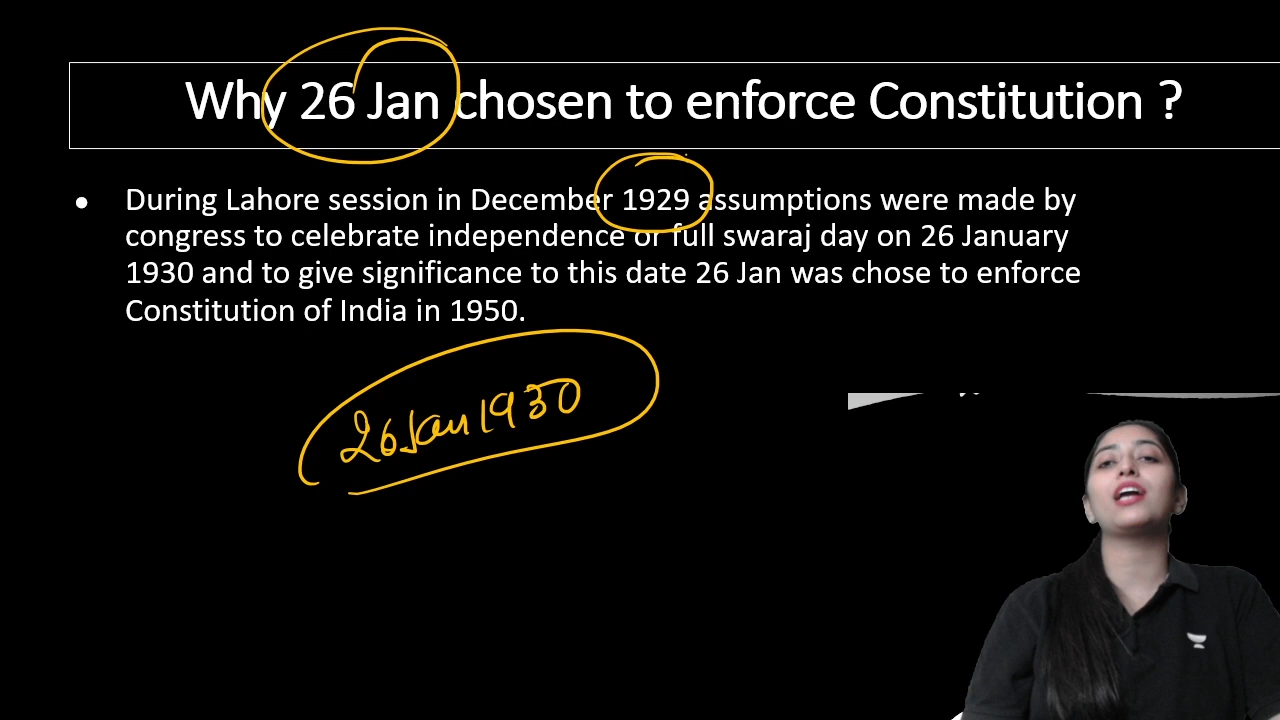 Why 26 Jan chosen to enforce Constitution ?
During Lahore session in December 1929 assumptions were made by
congress to celebrate independence or full swaraj day on 26 January
1930 and to give significance to this date 26 Jan was chose to enforce
Constitution of India in 1950.
26 Jan 1930